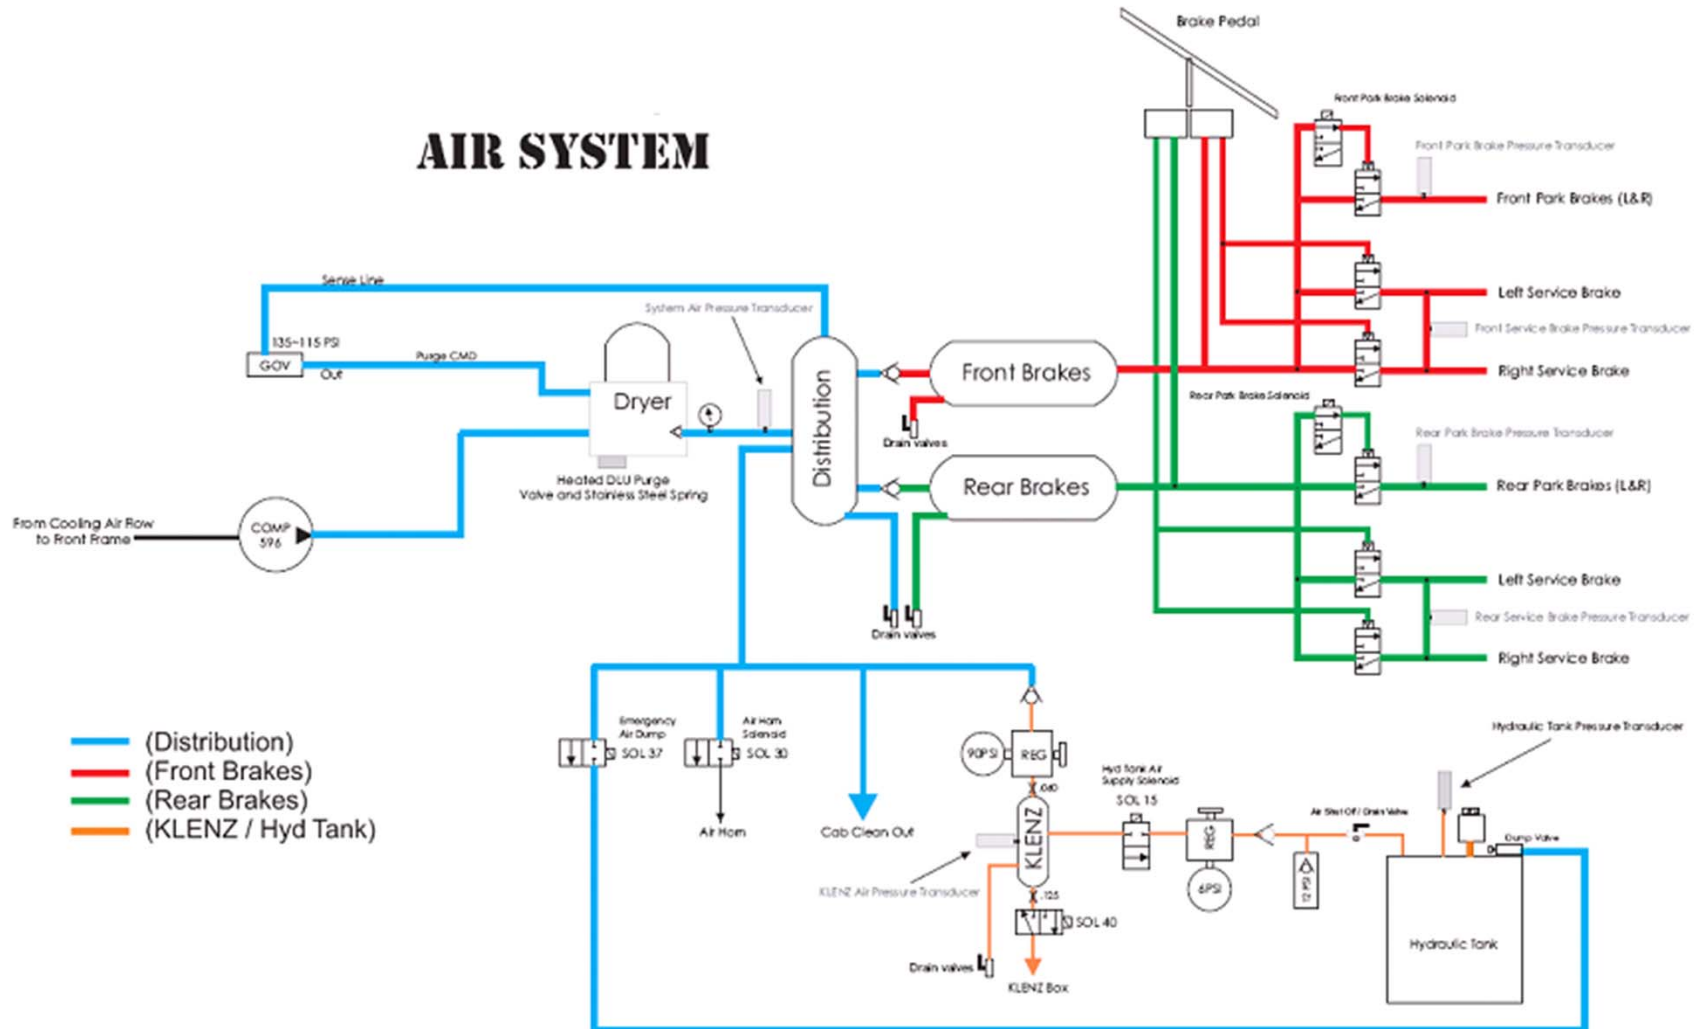 Brake Pedal
AIR SYSTEM
Front Park Brake Solenoid
Front Park Brake Pressure Transducer
Front Park Brakes (L&R)
Sense Line
System Air Pressure Transducer
Left Service Brake
135~115 PSI
GOV
Out
Purge CMD
Front Service Brake Pressure Transducer
Dryer
Distribution
Front Brakes
Right Service Brake
Rear Park Brake Solenoid
Drain valves
Rear Park Brake Pressure Transducer
Heated DLU Purge
Valve and Stainless Steel Spring
Rear Brakes
Rear Park Brakes (L&R)
From Cooling Air Flow
to Front Frame
COMP
596
Left Service Brake
Drain valves
Rear Service Brake Pressure Transducer
Right Service Brake
(Distribution)
(Front Brakes)
(Rear Brakes)
(KLENZ / Hyd Tank)
Emergency
Air Dump
SOL 37
Air Horn
Solenoid
SOL 30
Air Horn
Cab Clean Out
90PSI
REG
.060
KLENZ
Hyd Tank Air
Supply Solenoid
SOL 15
REG
6PSI
12 PSI
Air Shut Off / Drain Valve
Hydraulic Tank Pressure Transducer
Dump Valve
KLENZ Air Pressure Transducer
.125
SOL 40
Drain valves
KLENZ Box
Hydraulic Tank